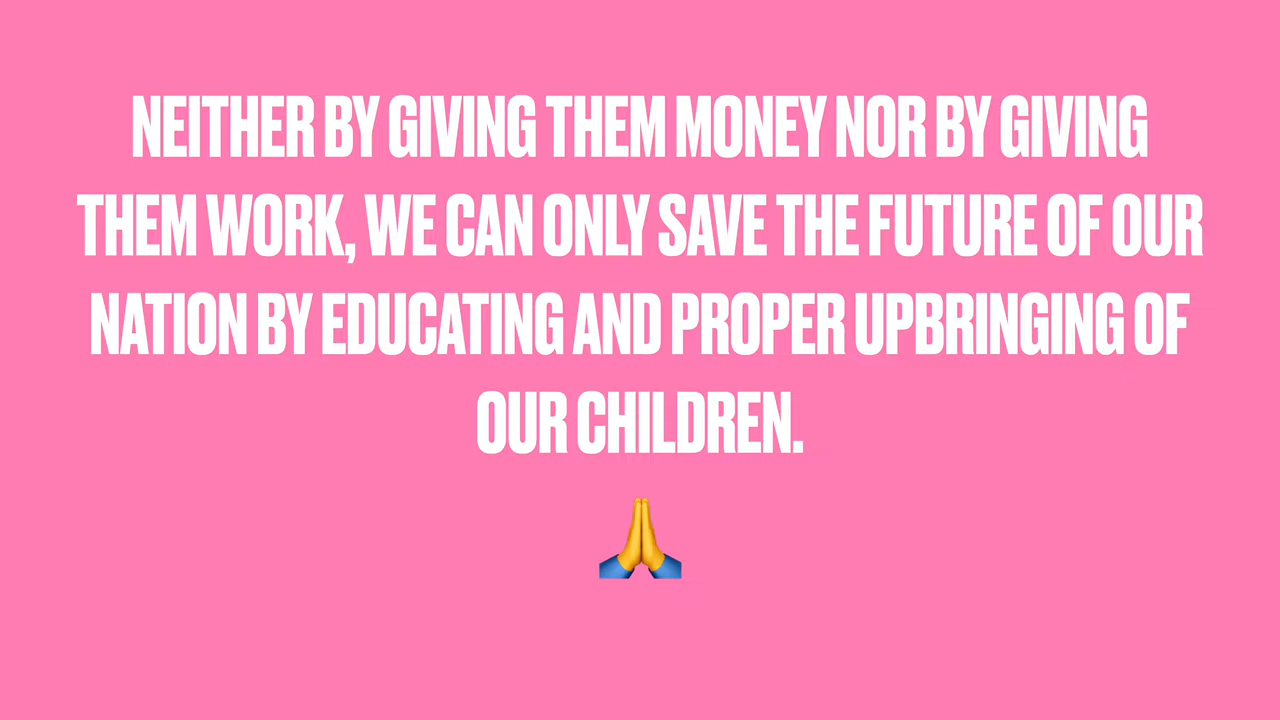 NEITHER BY GIVING THEM MONEY NOR BY GIVING
THEM WORK, WE CAN ONLY SAVE THE FUTURE OF OUR
NATION BY EDUCATING AND PROPER UPBRINGING OF
OUR CHILDREN.
🙏